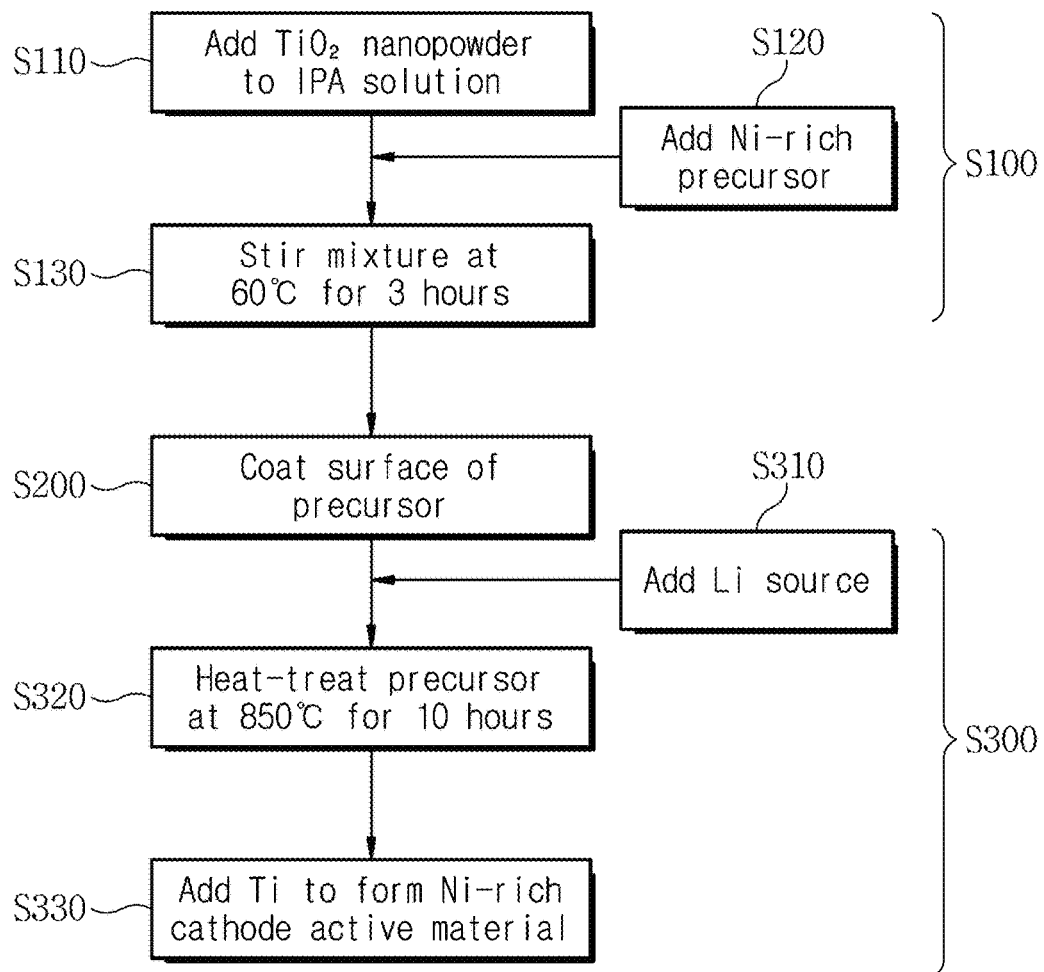 S110
Add TiO₂ nanopowder
to IPA solution
S120
Add Ni-rich
precursor
S100
S130
Stir mixture at
60℃ for 3 hours
S200
Coat surface of
precursor
S310
Add Li source
S320
Heat-treat precursor
at 850℃ for 10 hours
S300
S330
Add Ti to form Ni-rich
cathode active material